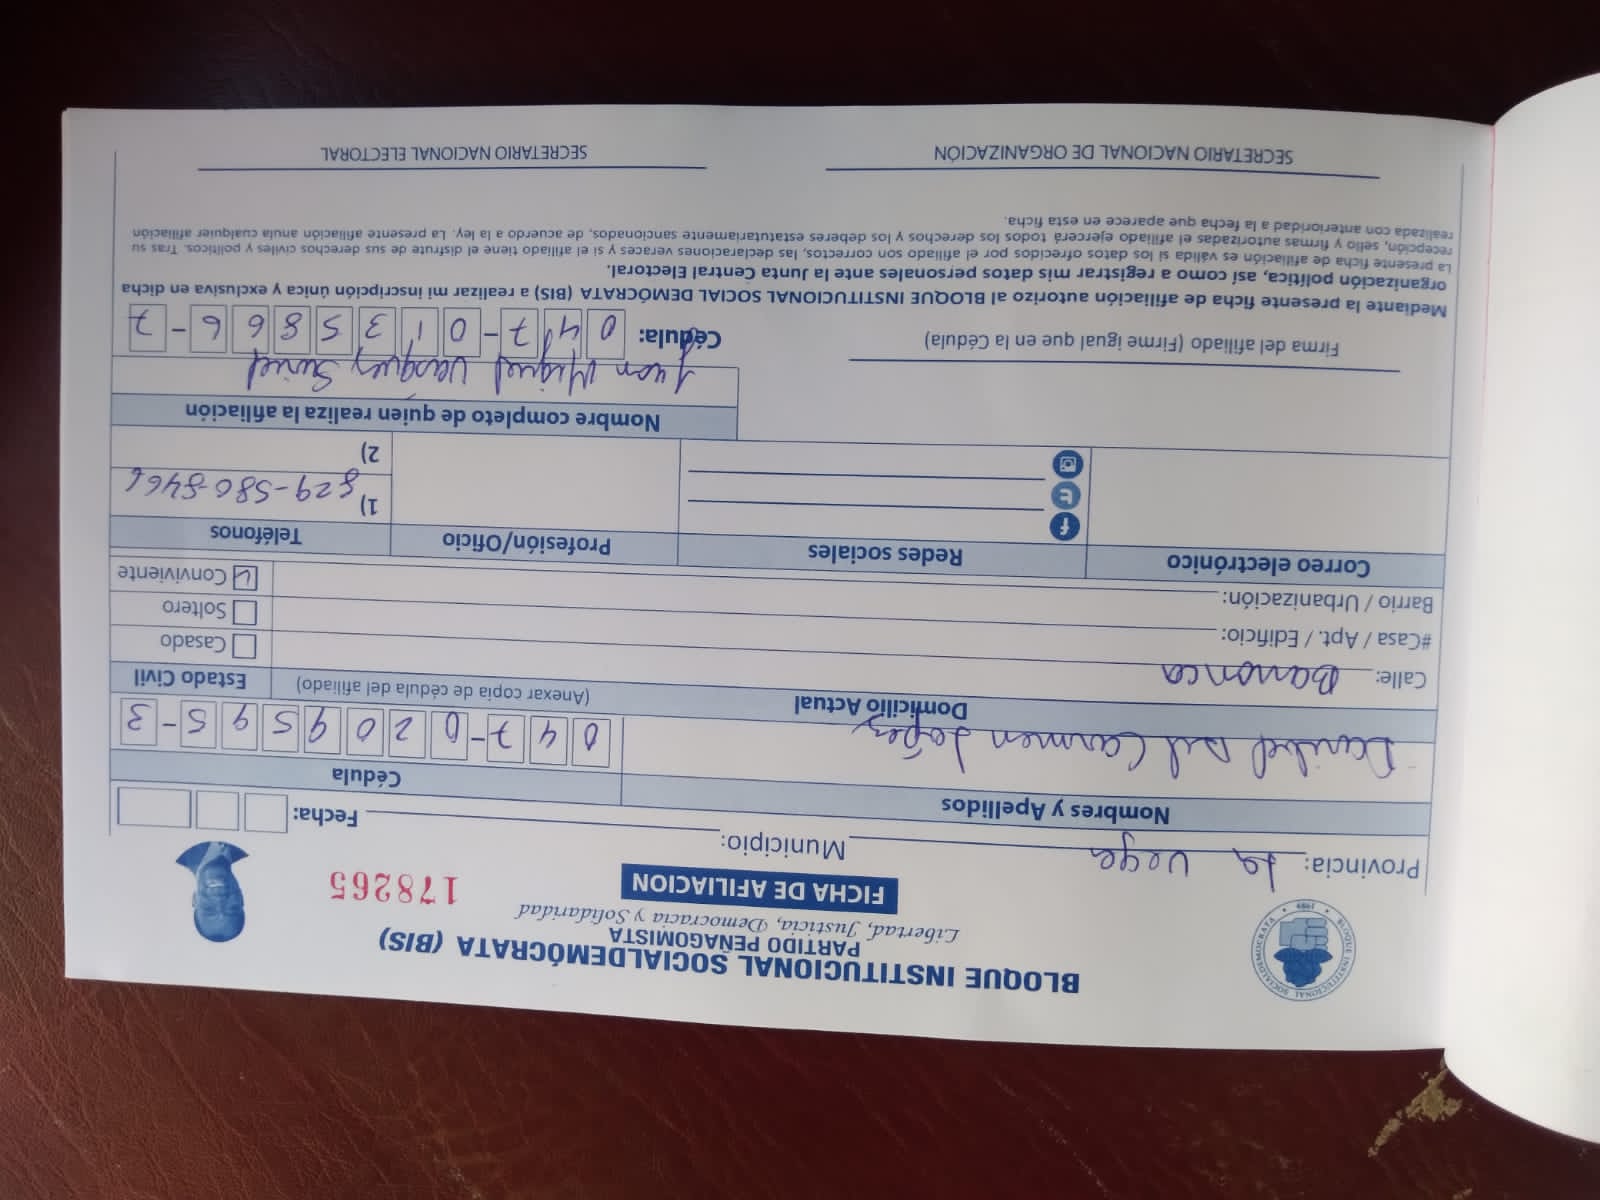 BLOQUE INSTITUCIONAL SOCIALDEMÓCRATA (BIS)
PARTIDO PEÑAGOMISTA
Libertad, Justicia, Democracia y Solidaridad
FICHA DE AFILIACION
178265
BLOQUE INSTITUCIONAL SOCIALDEMOCRATA
1989
Provincia: La Vega Municipio: Fecha:
Nombres y Apellidos Cédula
del Carmen López 047-0209595-3
Domicilio Actual (Anexar copia de cédula del afiliado) Estado Civil
Calle: Barranca
Casado
#Casa / Apt. / Edificio:
Soltero
Barrio / Urbanización:
Conviviente
Correo electrónico Redes sociales Profesión/Oficio Teléfonos
1) 829-580-8466
2)
Nombre completo de quien realiza la afiliación
Juan Miguel Vasquez Suriel
Firma del afiliado (Firme igual que en la Cédula)
Cédula: 047-0135866-7
Mediante la presente ficha de afiliación autorizo al BLOQUE INSTITUCIONAL SOCIAL DEMÓCRATA (BIS) a realizar mi inscripción única y exclusiva en dicha
organización política, así como a registrar mis datos personales ante la Junta Central Electoral.
La presente ficha de afiliación es válida si los datos ofrecidos por el afiliado son correctos, las declaraciones veraces y si el afiliado tiene el disfrute de sus derechos civiles y políticos. Tras su
recepción, sello y firmas autorizadas el afiliado ejercerá todos los derechos y los deberes estatutariamente sancionados, de acuerdo a la ley. La presente afiliación anula cualquier afiliación
realizada con anterioridad a la fecha que aparece en esta ficha.
SECRETARIO NACIONAL DE ORGANIZACIÓN SECRETARIO NACIONAL ELECTORAL